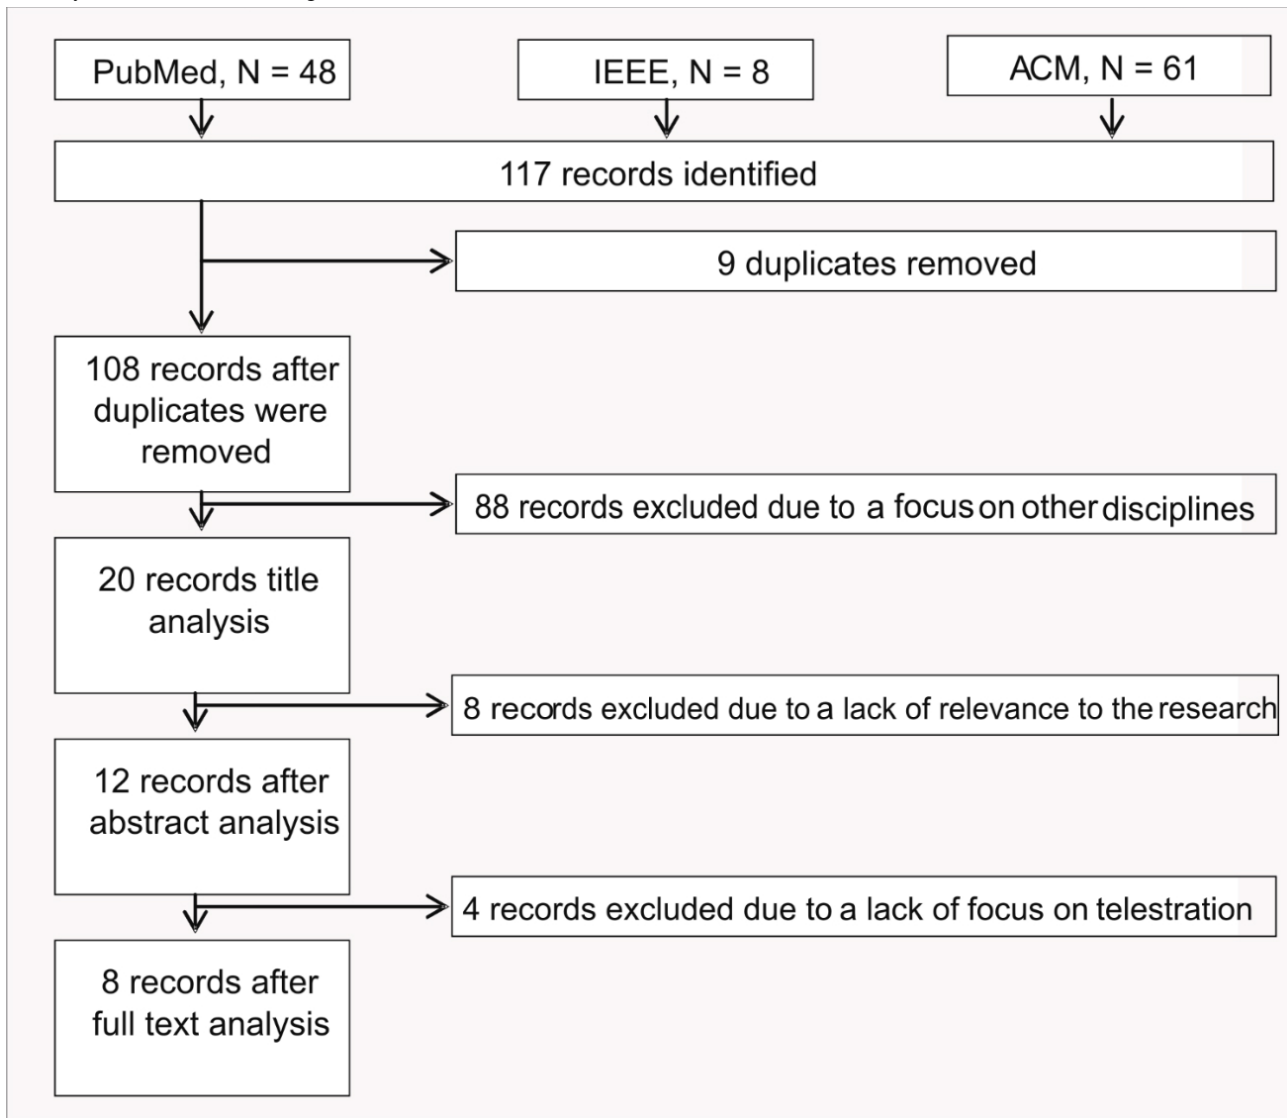 PubMed, N = 48
IEEE, N = 8
ACM, N = 61
117 records identified
9 duplicates removed
108 records after
duplicates were
removed
88 records excluded due to a focus on other disciplines
20 records title
analysis
8 records excluded due to a lack of relevance to the research
12 records after
abstract analysis
4 records excluded due to a lack of focus on telestration
8 records after
full text analysis